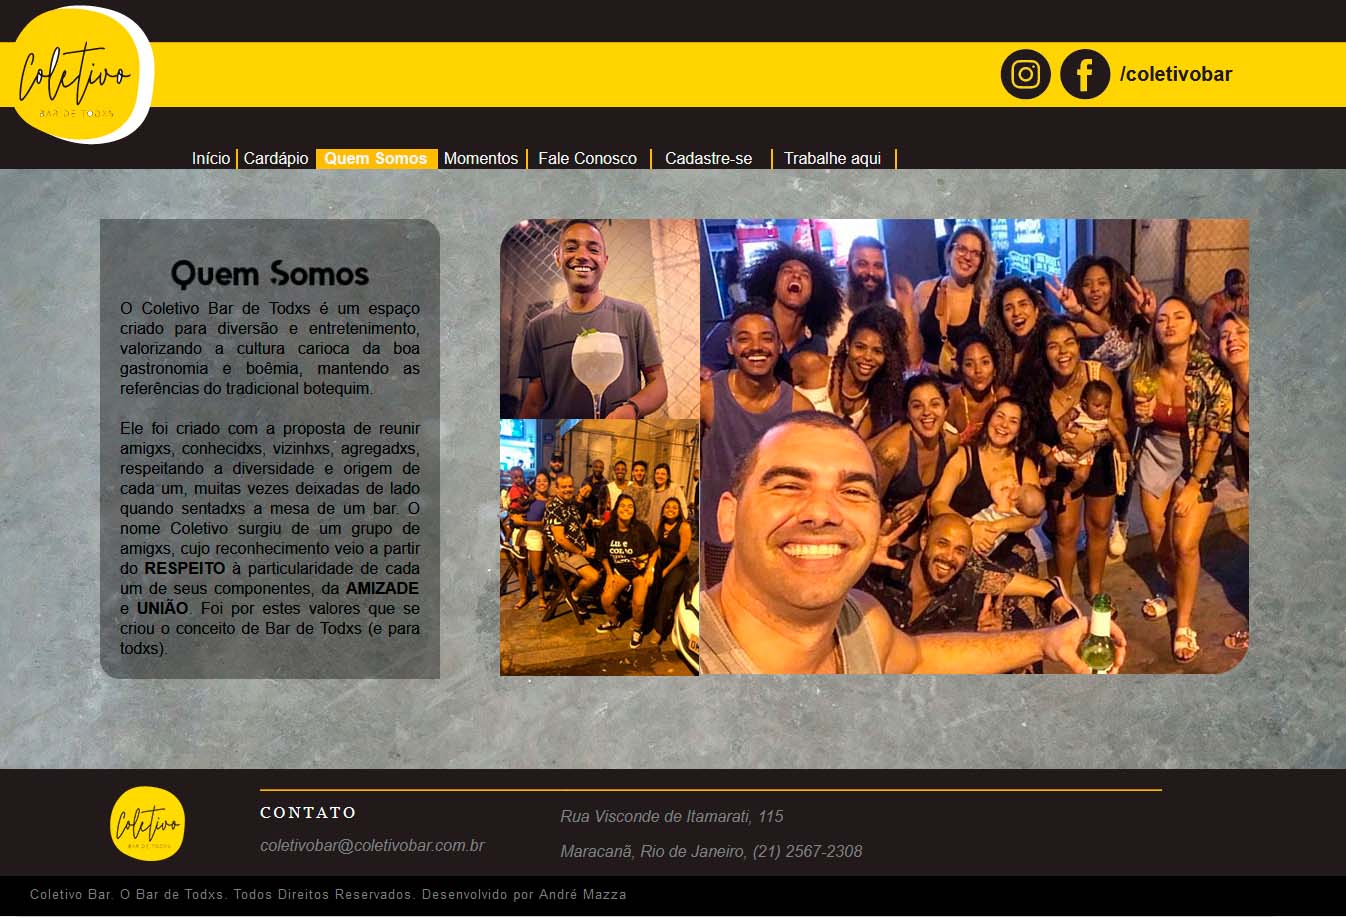 Coletivo
BAR DE TODXS
/coletivobar
Início Cardápio Quem Somos Momentos Fale Conosco Cadastre-se Trabalhe aqui
Quem Somos
O Coletivo Bar de Todxs é um espaço
criado para diversão e entretenimento,
valorizando a cultura carioca da boa
gastronomia e boêmia, mantendo as
referências do tradicional botequim.
Ele foi criado com a proposta de reunir
amigxs, conhecidxs, vizinhxs, agregadxs,
respeitando a diversidade e origem de
cada um, muitas vezes deixadas de lado
quando sentadxs a mesa de um bar. O
nome Coletivo surgiu de um grupo de
amigxs, cujo reconhecimento veio a partir
do RESPEITO à particularidade de cada
um de seus componentes, da AMIZADE
e UNIÃO. Foi por estes valores que se
criou o conceito de Bar de Todxs (e para
todxs).
Coletivo
BAR DE TODXS
CONTATO
coletivobar@coletivobar.com.br
Rua Visconde de Itamarati, 115
Maracanã, Rio de Janeiro, (21) 2567-2308
Coletivo Bar. O Bar de Todxs. Todos Direitos Reservados. Desenvolvido por André Mazza